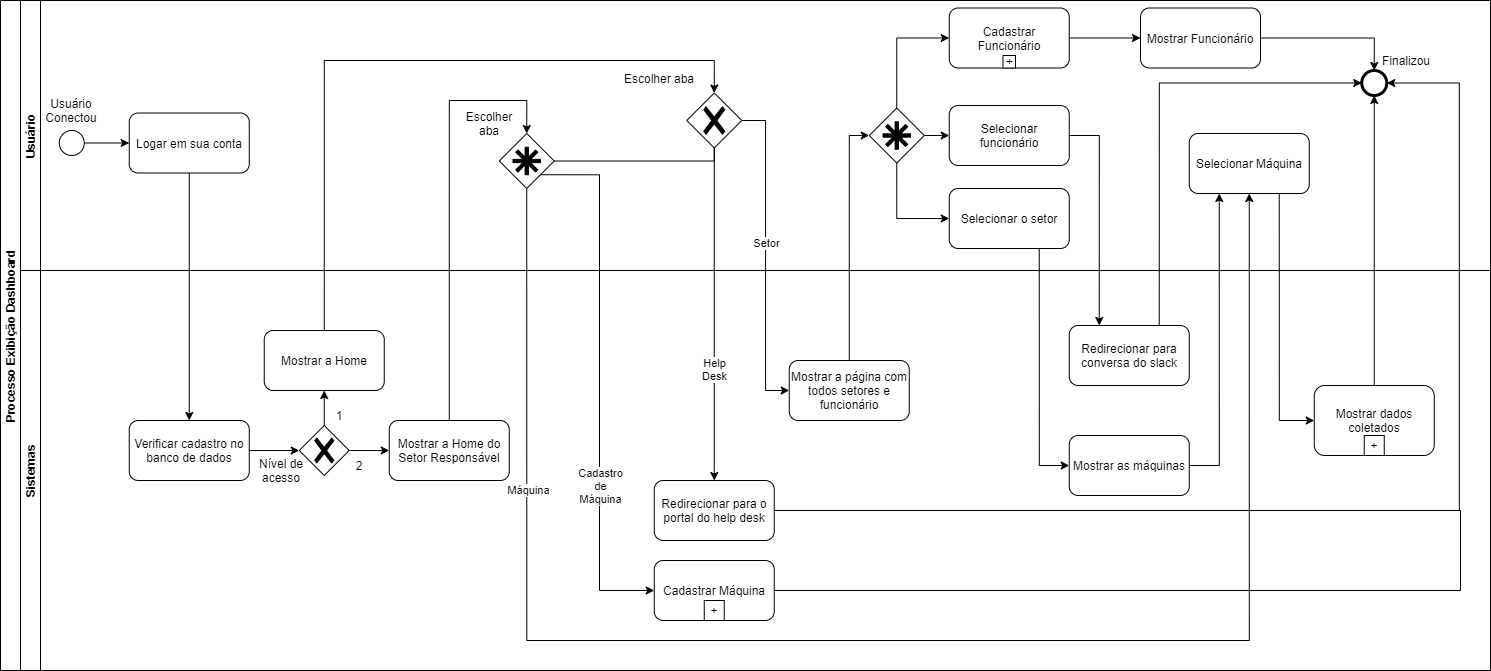 Processo Exibição Dashboard
Usuário
Sistemas
Usuário
Conectou
Logar em sua conta
Verificar cadastro no
banco de dados
Nível de
acesso
1
2
Mostrar a Home
Mostrar a Home do
Setor Responsável
Escolher
aba
Escolher aba
Máquina
Cadastro
de
Máquina
Help
Desk
Setor
Redirecionar para o
portal do help desk
Cadastrar Máquina
+
Mostrar a página com
todos setores e
funcionário
Cadastrar
Funcionário
+
Mostrar Funcionário
Selecionar
funcionário
Selecionar o setor
Redirecionar para
conversa do slack
Mostrar as máquinas
Selecionar Máquina
Mostrar dados
coletados
+
Finalizou